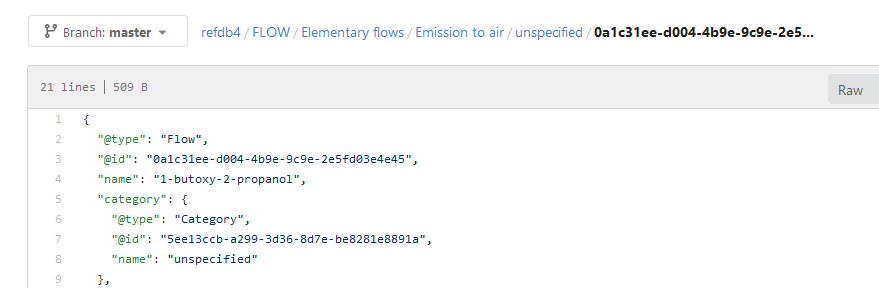 Branch: master
refdb4 / FLOW / Elementary flows / Emission to air / unspecified / 0a1c31ee-d004-4b9e-9c9e-2e5...
21 lines | 509 B
Raw
1 {
2 "@type": "Flow",
3 "@id": "0a1c31ee-d004-4b9e-9c9e-2e5fd03e4e45",
4 "name": "1-butoxy-2-propanol",
5 "category": {
6 "@type": "Category",
7 "@id": "5ee13ccb-a299-3d36-8d7e-be8281e8891a",
8 "name": "unspecified"
9 },